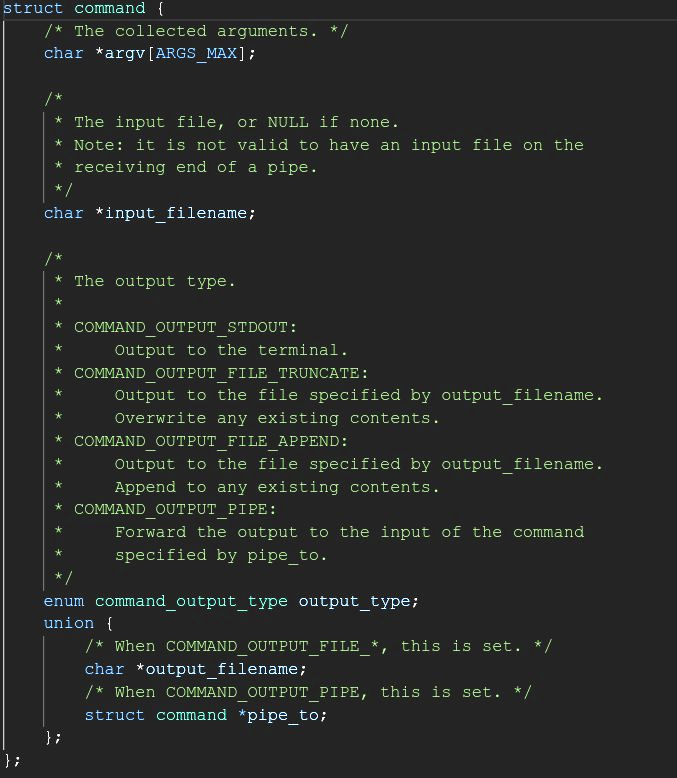 struct command {
    /* The collected arguments. */
    char *argv[ARGS_MAX];

    /*
     * The input file, or NULL if none.
     * Note: it is not valid to have an input file on the
     * receiving end of a pipe.
     */
    char *input_filename;

    /*
     * The output type.
     *
     * COMMAND_OUTPUT_STDOUT:
     *     Output to the terminal.
     * COMMAND_OUTPUT_FILE_TRUNCATE:
     *     Output to the file specified by output_filename.
     *     Overwrite any existing contents.
     * COMMAND_OUTPUT_FILE_APPEND:
     *     Output to the file specified by output_filename.
     *     Append to any existing contents.
     * COMMAND_OUTPUT_PIPE:
     *     Forward the output to the input of the command
     *     specified by pipe_to.
     */
    enum command_output_type output_type;
    union {
        /* When COMMAND_OUTPUT_FILE_*, this is set. */
        char *output_filename;
        /* When COMMAND_OUTPUT_PIPE, this is set. */
        struct command *pipe_to;
    };
};